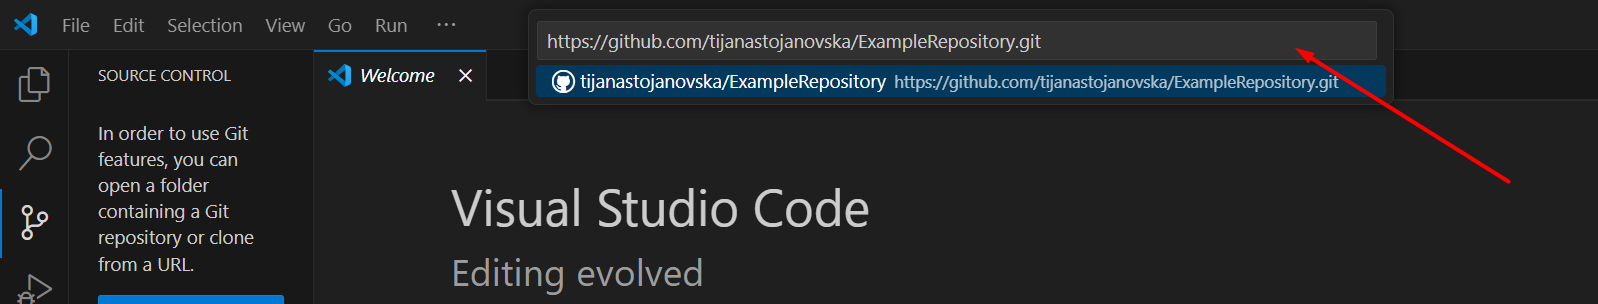 File Edit Selection View Go Run ···
https://github.com/tijanastojanovska/ExampleRepository.git
tijanastojanovska/ExampleRepository https://github.com/tijanastojanovska/ExampleRepository.git
SOURCE CONTROL
In order to use Git
features, you can
open a folder
containing a Git
repository or clone
from a URL.
Welcome
Visual Studio Code
Editing evolved